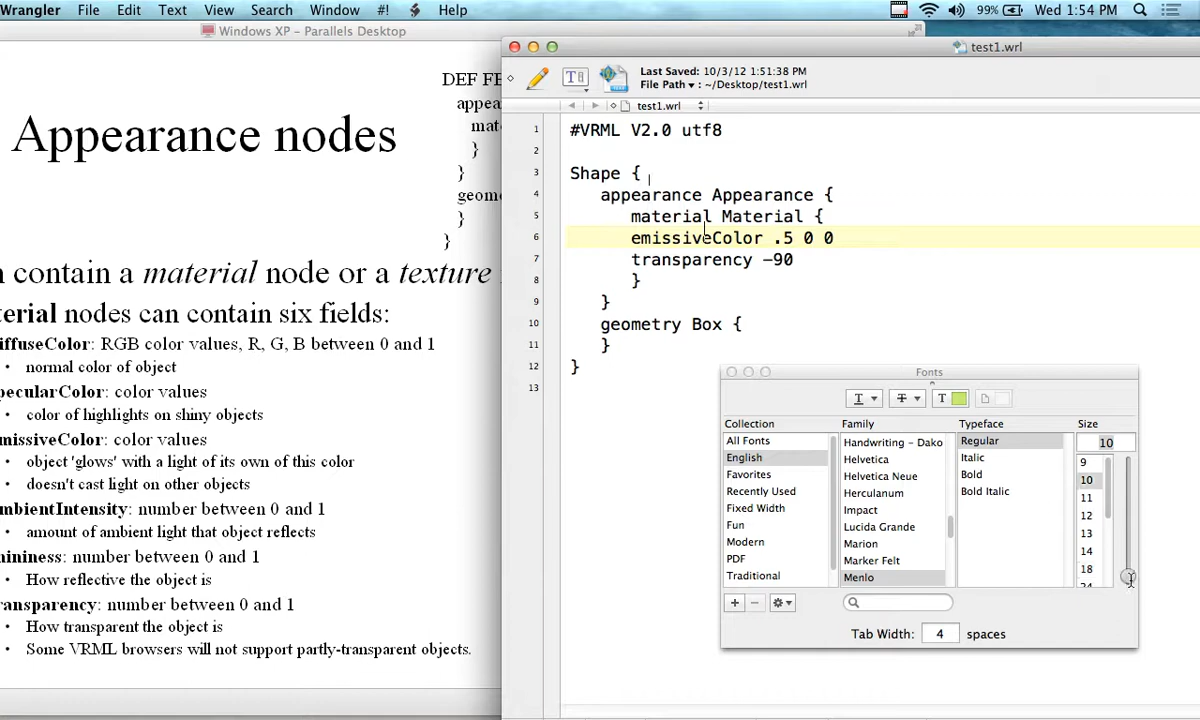 Wrangler File Edit Text View Search Window #! Help 99% Wed 1:54 PM
Windows XP - Parallels Desktop
DEF FE
appea
mat
}
}
geome
}
}
Appearance nodes
n contain a material node or a texture
terial nodes can contain six fields:
iffuseColor: RGB color values, R, G, B between 0 and 1
• normal color of object
pecularColor: color values
• color of highlights on shiny objects
missiveColor: color values
• object 'glows' with a light of its own of this color
• doesn't cast light on other objects
mbientIntensity: number between 0 and 1
• amount of ambient light that object reflects
hininess: number between 0 and 1
• How reflective the object is
ransparency: number between 0 and 1
• How transparent the object is
• Some VRML browsers will not support partly-transparent objects.
test1.wrl
Last Saved: 10/3/12 1:51:38 PM
File Path ▾ : ~/Desktop/test1.wrl
test1.wrl
1 #VRML V2.0 utf8
2
3 Shape {
4 appearance Appearance {
5 material Material {
6 emissiveColor .5 0 0
7 transparency -90
8 }
9 }
10 geometry Box {
11 }
12 }
13
Fonts
T T T
Collection Family Typeface Size
All Fonts Handwriting - Dako Regular 10
English Helvetica Italic 9
Favorites Helvetica Neue Bold 10
Recently Used Herculanum Bold Italic 11
Fixed Width Impact 12
Fun Lucida Grande 13
Modern Marion 14
PDF Marker Felt 18
Traditional Menlo 24
Tab Width: 4 spaces